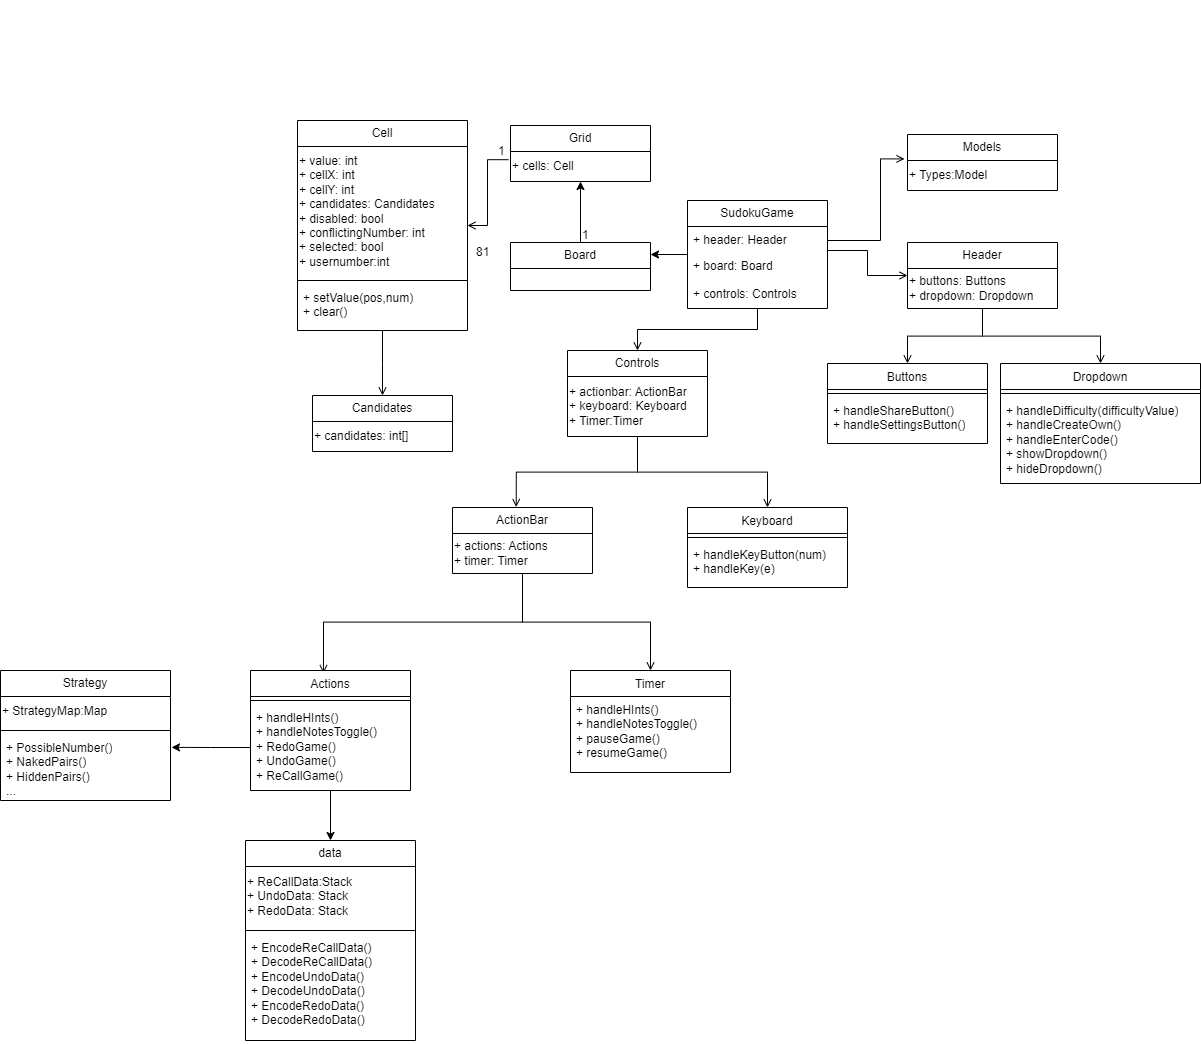 Cell
+ value: int
+ cellX: int
+ cellY: int
+ candidates: Candidates
+ disabled: bool
+ conflictingNumber: int
+ selected: bool
+ usernumber:int
+ setValue(pos,num)
+ clear()
1
81
Grid
+ cells: Cell
1
Board
SudokuGame
+ header: Header
+ board: Board
+ controls: Controls
Models
+ Types:Model
Header
+ buttons: Buttons
+ dropdown: Dropdown
Candidates
+ candidates: int[]
Controls
+ actionbar: ActionBar
+ keyboard: Keyboard
+ Timer:Timer
Buttons
+ handleShareButton()
+ handleSettingsButton()
Dropdown
+ handleDifficulty(difficultyValue)
+ handleCreateOwn()
+ handleEnterCode()
+ showDropdown()
+ hideDropdown()
ActionBar
+ actions: Actions
+ timer: Timer
Keyboard
+ handleKeyButton(num)
+ handleKey(e)
Strategy
+ StrategyMap:Map
+ PossibleNumber()
+ NakedPairs()
+ HiddenPairs()
...
Actions
+ handleHInts()
+ handleNotesToggle()
+ RedoGame()
+ UndoGame()
+ ReCallGame()
Timer
+ handleHInts()
+ handleNotesToggle()
+ pauseGame()
+ resumeGame()
data
+ ReCallData:Stack
+ UndoData: Stack
+ RedoData: Stack
+ EncodeReCallData()
+ DecodeReCallData()
+ EncodeUndoData()
+ DecodeUndoData()
+ EncodeRedoData()
+ DecodeRedoData()